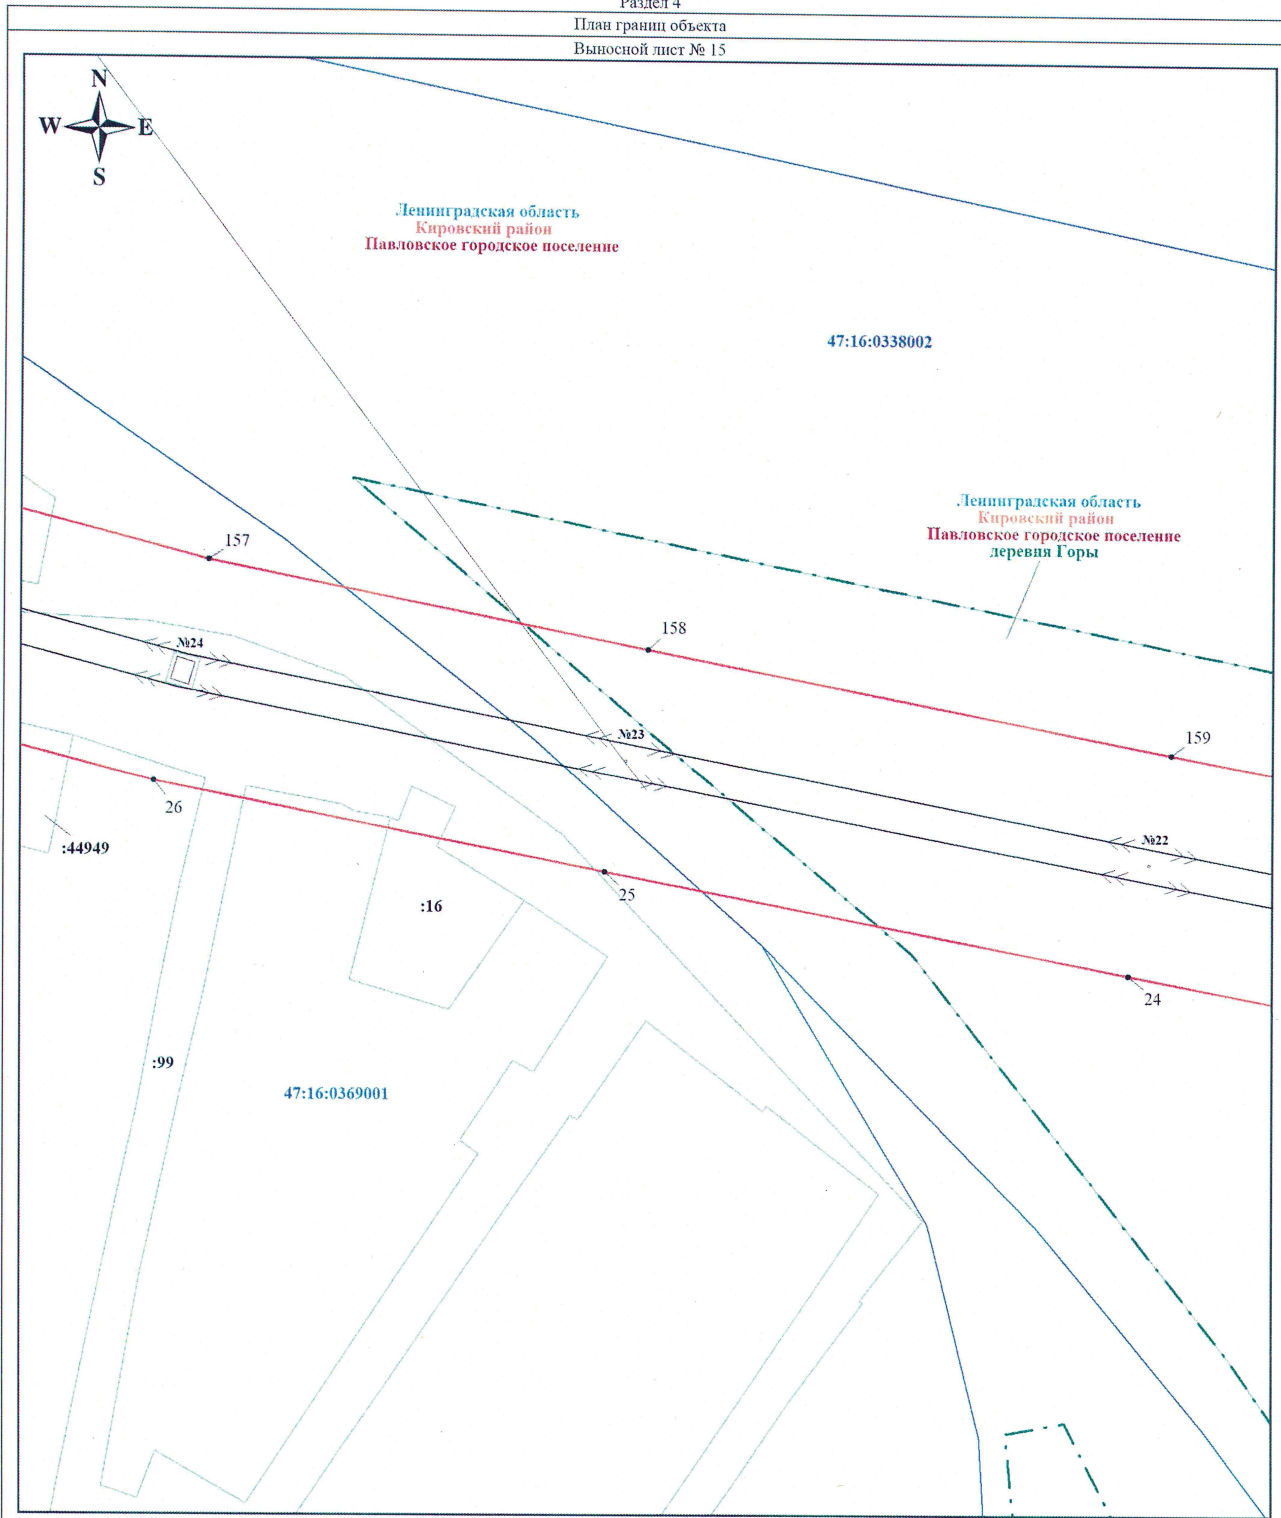 Раздел 4
План границ объекта
Выносной лист № 15
N
W E
S
Ленинградская область
Кировский район
Павловское городское поселение
47:16:0338002
Ленинградская область
Кировский район
Павловское городское поселение
деревня Горы
157
158
№24
№23
159
26
№22
:44949
25
:16
24
:99
47:16:0369001